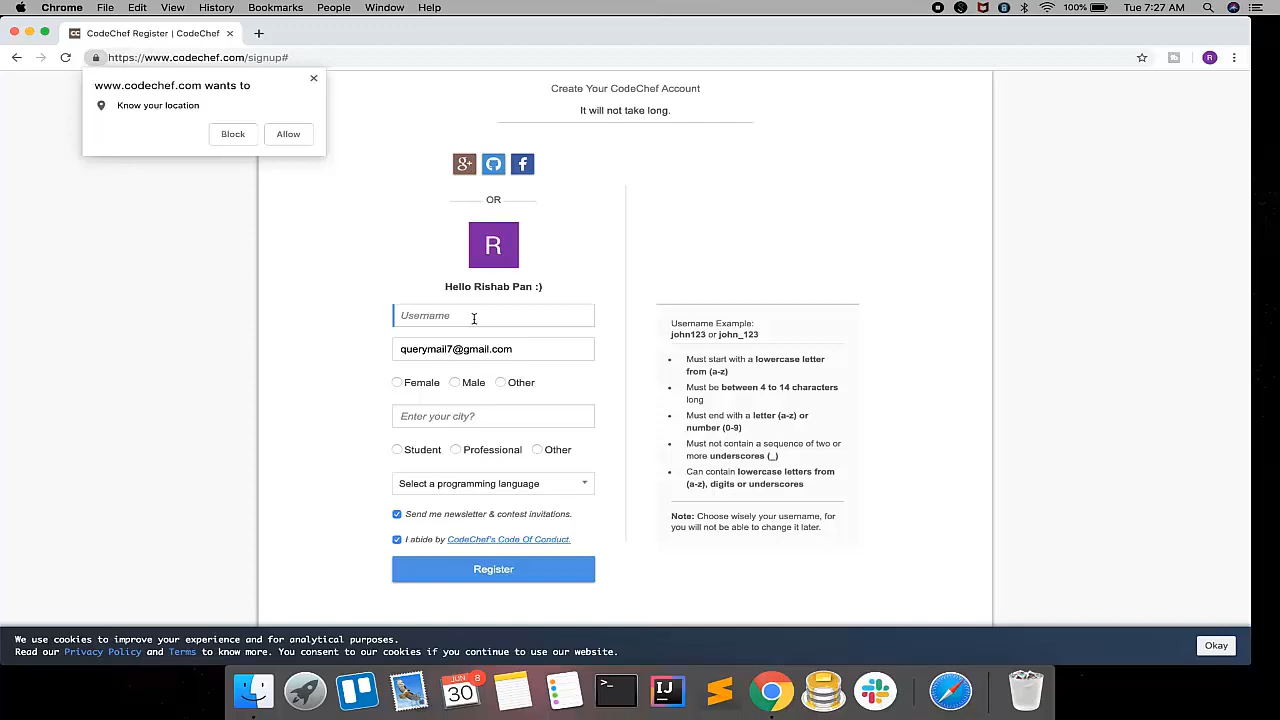 Chrome File Edit View History Bookmarks People Window Help 100% Tue 7:27 AM
CC CodeChef Register | CodeChef
https://www.codechef.com/signup#
R
www.codechef.com wants to
Know your location
Block Allow
Create Your CodeChef Account
It will not take long.
g+ f
OR
R
Hello Rishab Pan :)
Username
querymail7@gmail.com
Female Male Other
Enter your city?
Student Professional Other
Select a programming language
Send me newsletter & contest invitations.
I abide by CodeChef's Code Of Conduct.
Register
Username Example:
john123 or john_123
Must start with a lowercase letter
from (a-z)
Must be between 4 to 14 characters
long
Must end with a letter (a-z) or
number (0-9)
Must not contain a sequence of two or
more underscores (_)
Can contain lowercase letters from
(a-z), digits or underscores
Note: Choose wisely your username, for
you will not be able to change it later.
We use cookies to improve your experience and for analytical purposes.
Read our Privacy Policy and Terms to know more. You consent to our cookies if you continue to use our website.
Okay
JUN
30
8
>_
IJ